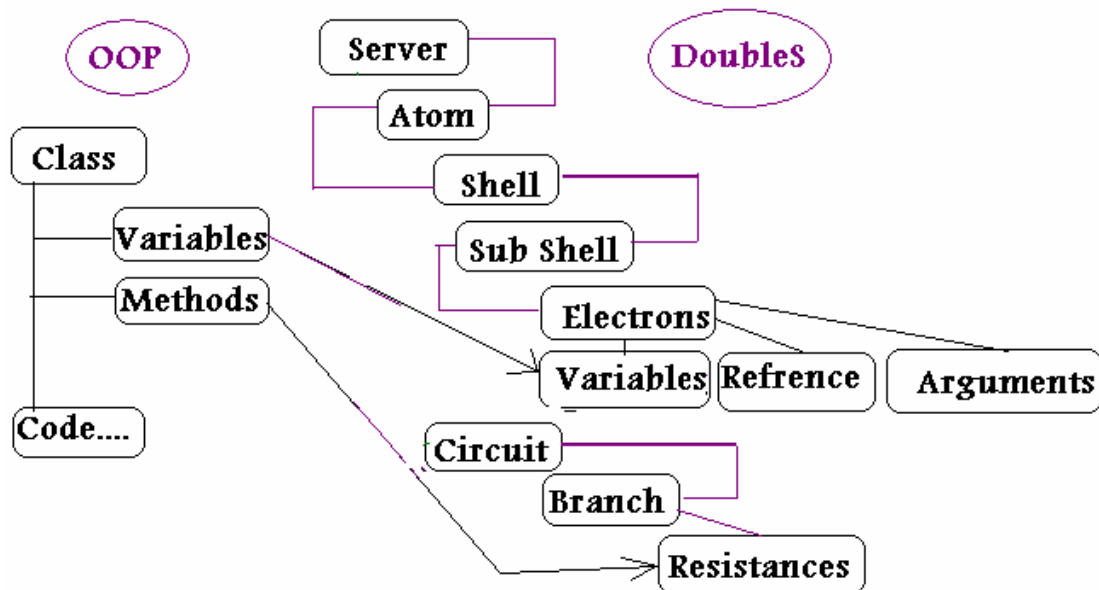 OOP
Server
DoubleS
Atom
Class
Shell
Variables
Sub Shell
Methods
Electrons
Variables
Refrence
Arguments
Code....
Circuit
Branch
Resistances